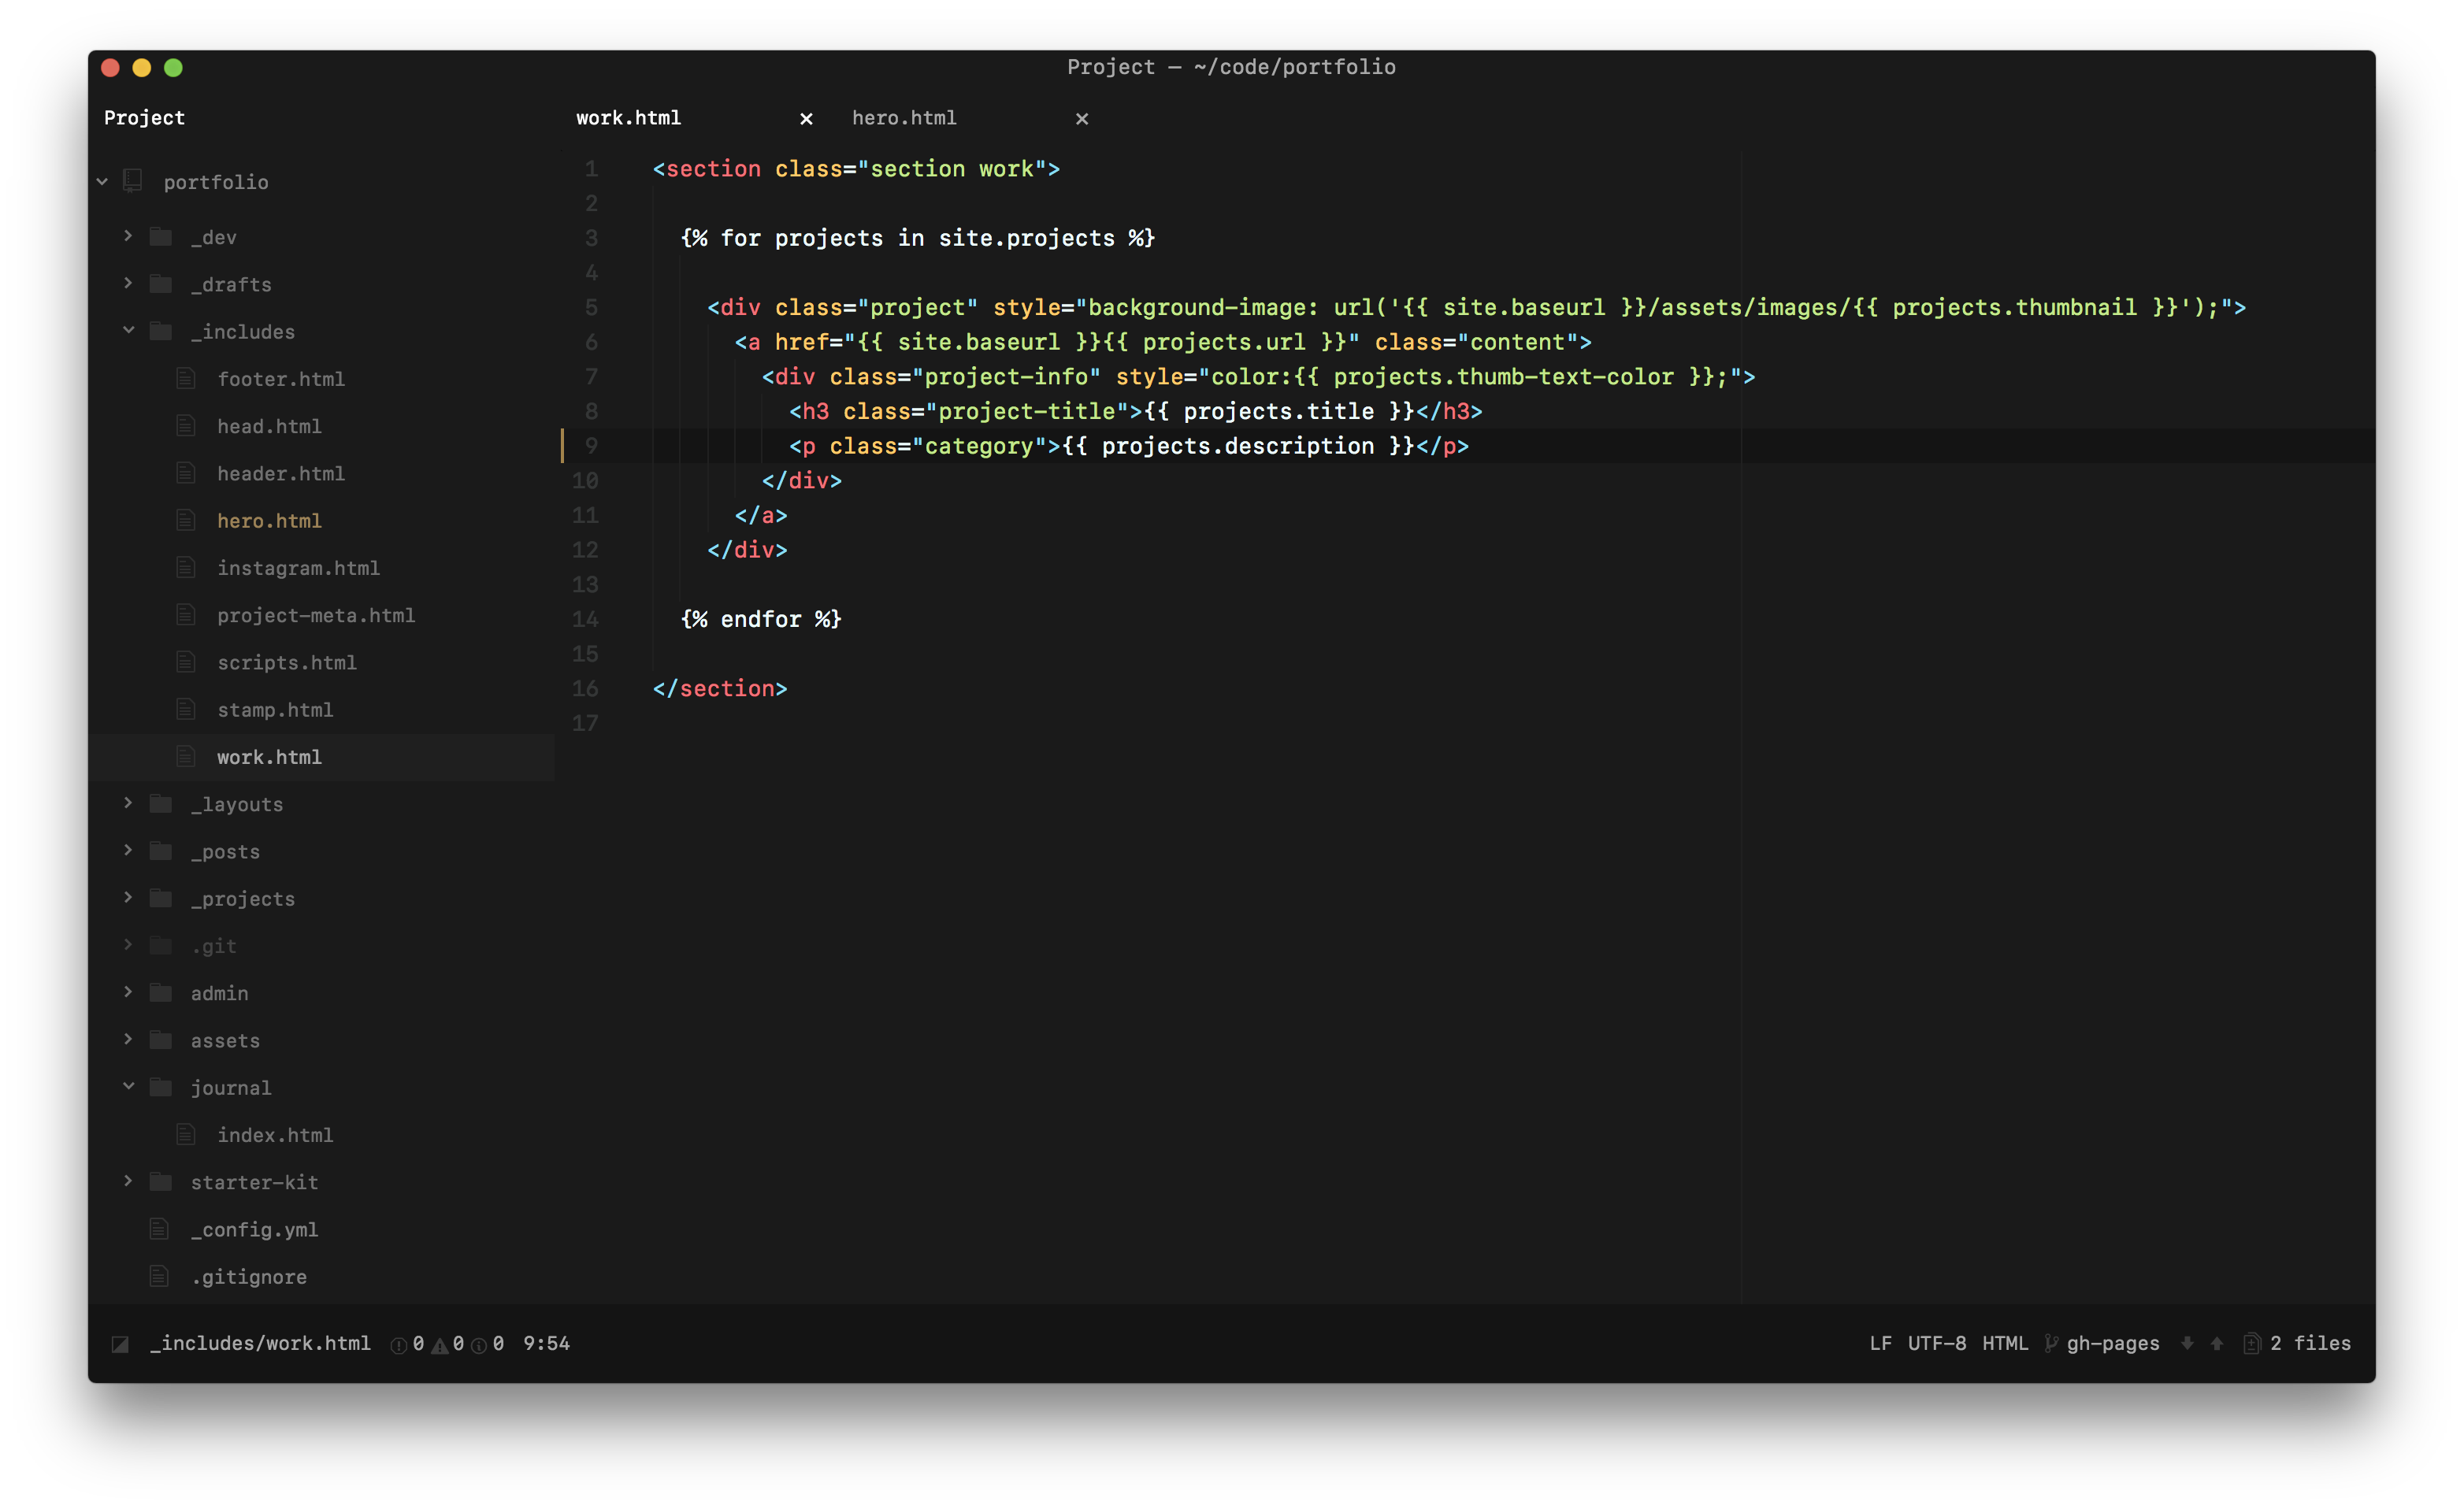 Project — ~/code/portfolio
Project
work.html × hero.html ×
portfolio
_dev
_drafts
_includes
footer.html
head.html
header.html
hero.html
instagram.html
project-meta.html
scripts.html
stamp.html
work.html
_layouts
_posts
_projects
.git
admin
assets
journal
index.html
starter-kit
_config.yml
.gitignore
1 <section class="section work">
2
3 {% for projects in site.projects %}
4
5 <div class="project" style="background-image: url('{{ site.baseurl }}/assets/images/{{ projects.thumbnail }}');">
6 <a href="{{ site.baseurl }}{{ projects.url }}" class="content">
7 <div class="project-info" style="color:{{ projects.thumb-text-color }};">
8 <h3 class="project-title">{{ projects.title }}</h3>
9 <p class="category">{{ projects.description }}</p>
10 </div>
11 </a>
12 </div>
13
14 {% endfor %}
15
16 </section>
17
_includes/work.html 0 0 0 9:54 LF UTF-8 HTML gh-pages 2 files